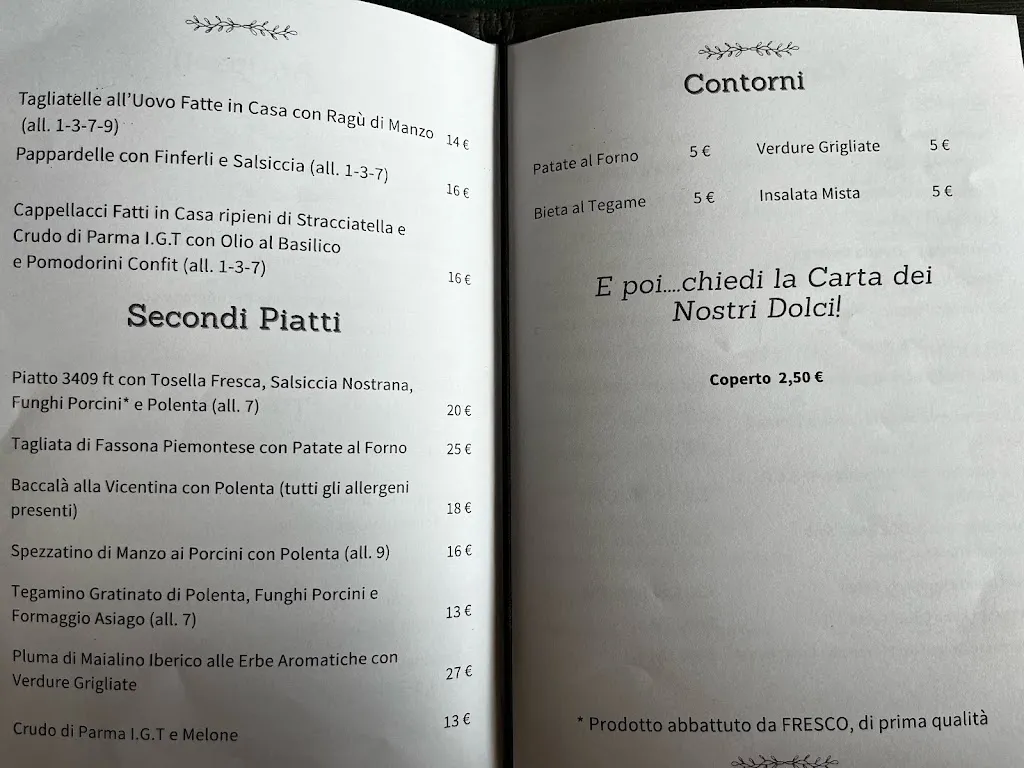 Tagliatelle all'Uovo Fatte in Casa con Ragù di Manzo
(all. 1-3-7-9) 14 €
Pappardelle con Finferli e Salsiccia (all. 1-3-7) 16 €
Cappellacci Fatti in Casa ripieni di Stracciatella e
Crudo di Parma I.G.T con Olio al Basilico
e Pomodorini Confit (all. 1-3-7) 16 €
Secondi Piatti
Piatto 3409 ft con Tosella Fresca, Salsiccia Nostrana,
Funghi Porcini* e Polenta (all. 7) 20 €
Tagliata di Fassona Piemontese con Patate al Forno 25 €
Baccalà alla Vicentina con Polenta (tutti gli allergeni
presenti) 18 €
Spezzatino di Manzo ai Porcini con Polenta (all. 9) 16 €
Tegamino Gratinato di Polenta, Funghi Porcini e
Formaggio Asiago (all. 7) 13 €
Pluma di Maialino Iberico alle Erbe Aromatiche con
Verdure Grigliate 27 €
Crudo di Parma I.G.T e Melone 13 €
Contorni
Patate al Forno 5 € Verdure Grigliate 5 €
Bieta al Tegame 5 € Insalata Mista 5 €
E poi....chiedi la Carta dei
Nostri Dolci!
Coperto 2,50 €
* Prodotto abbattuto da FRESCO, di prima qualità